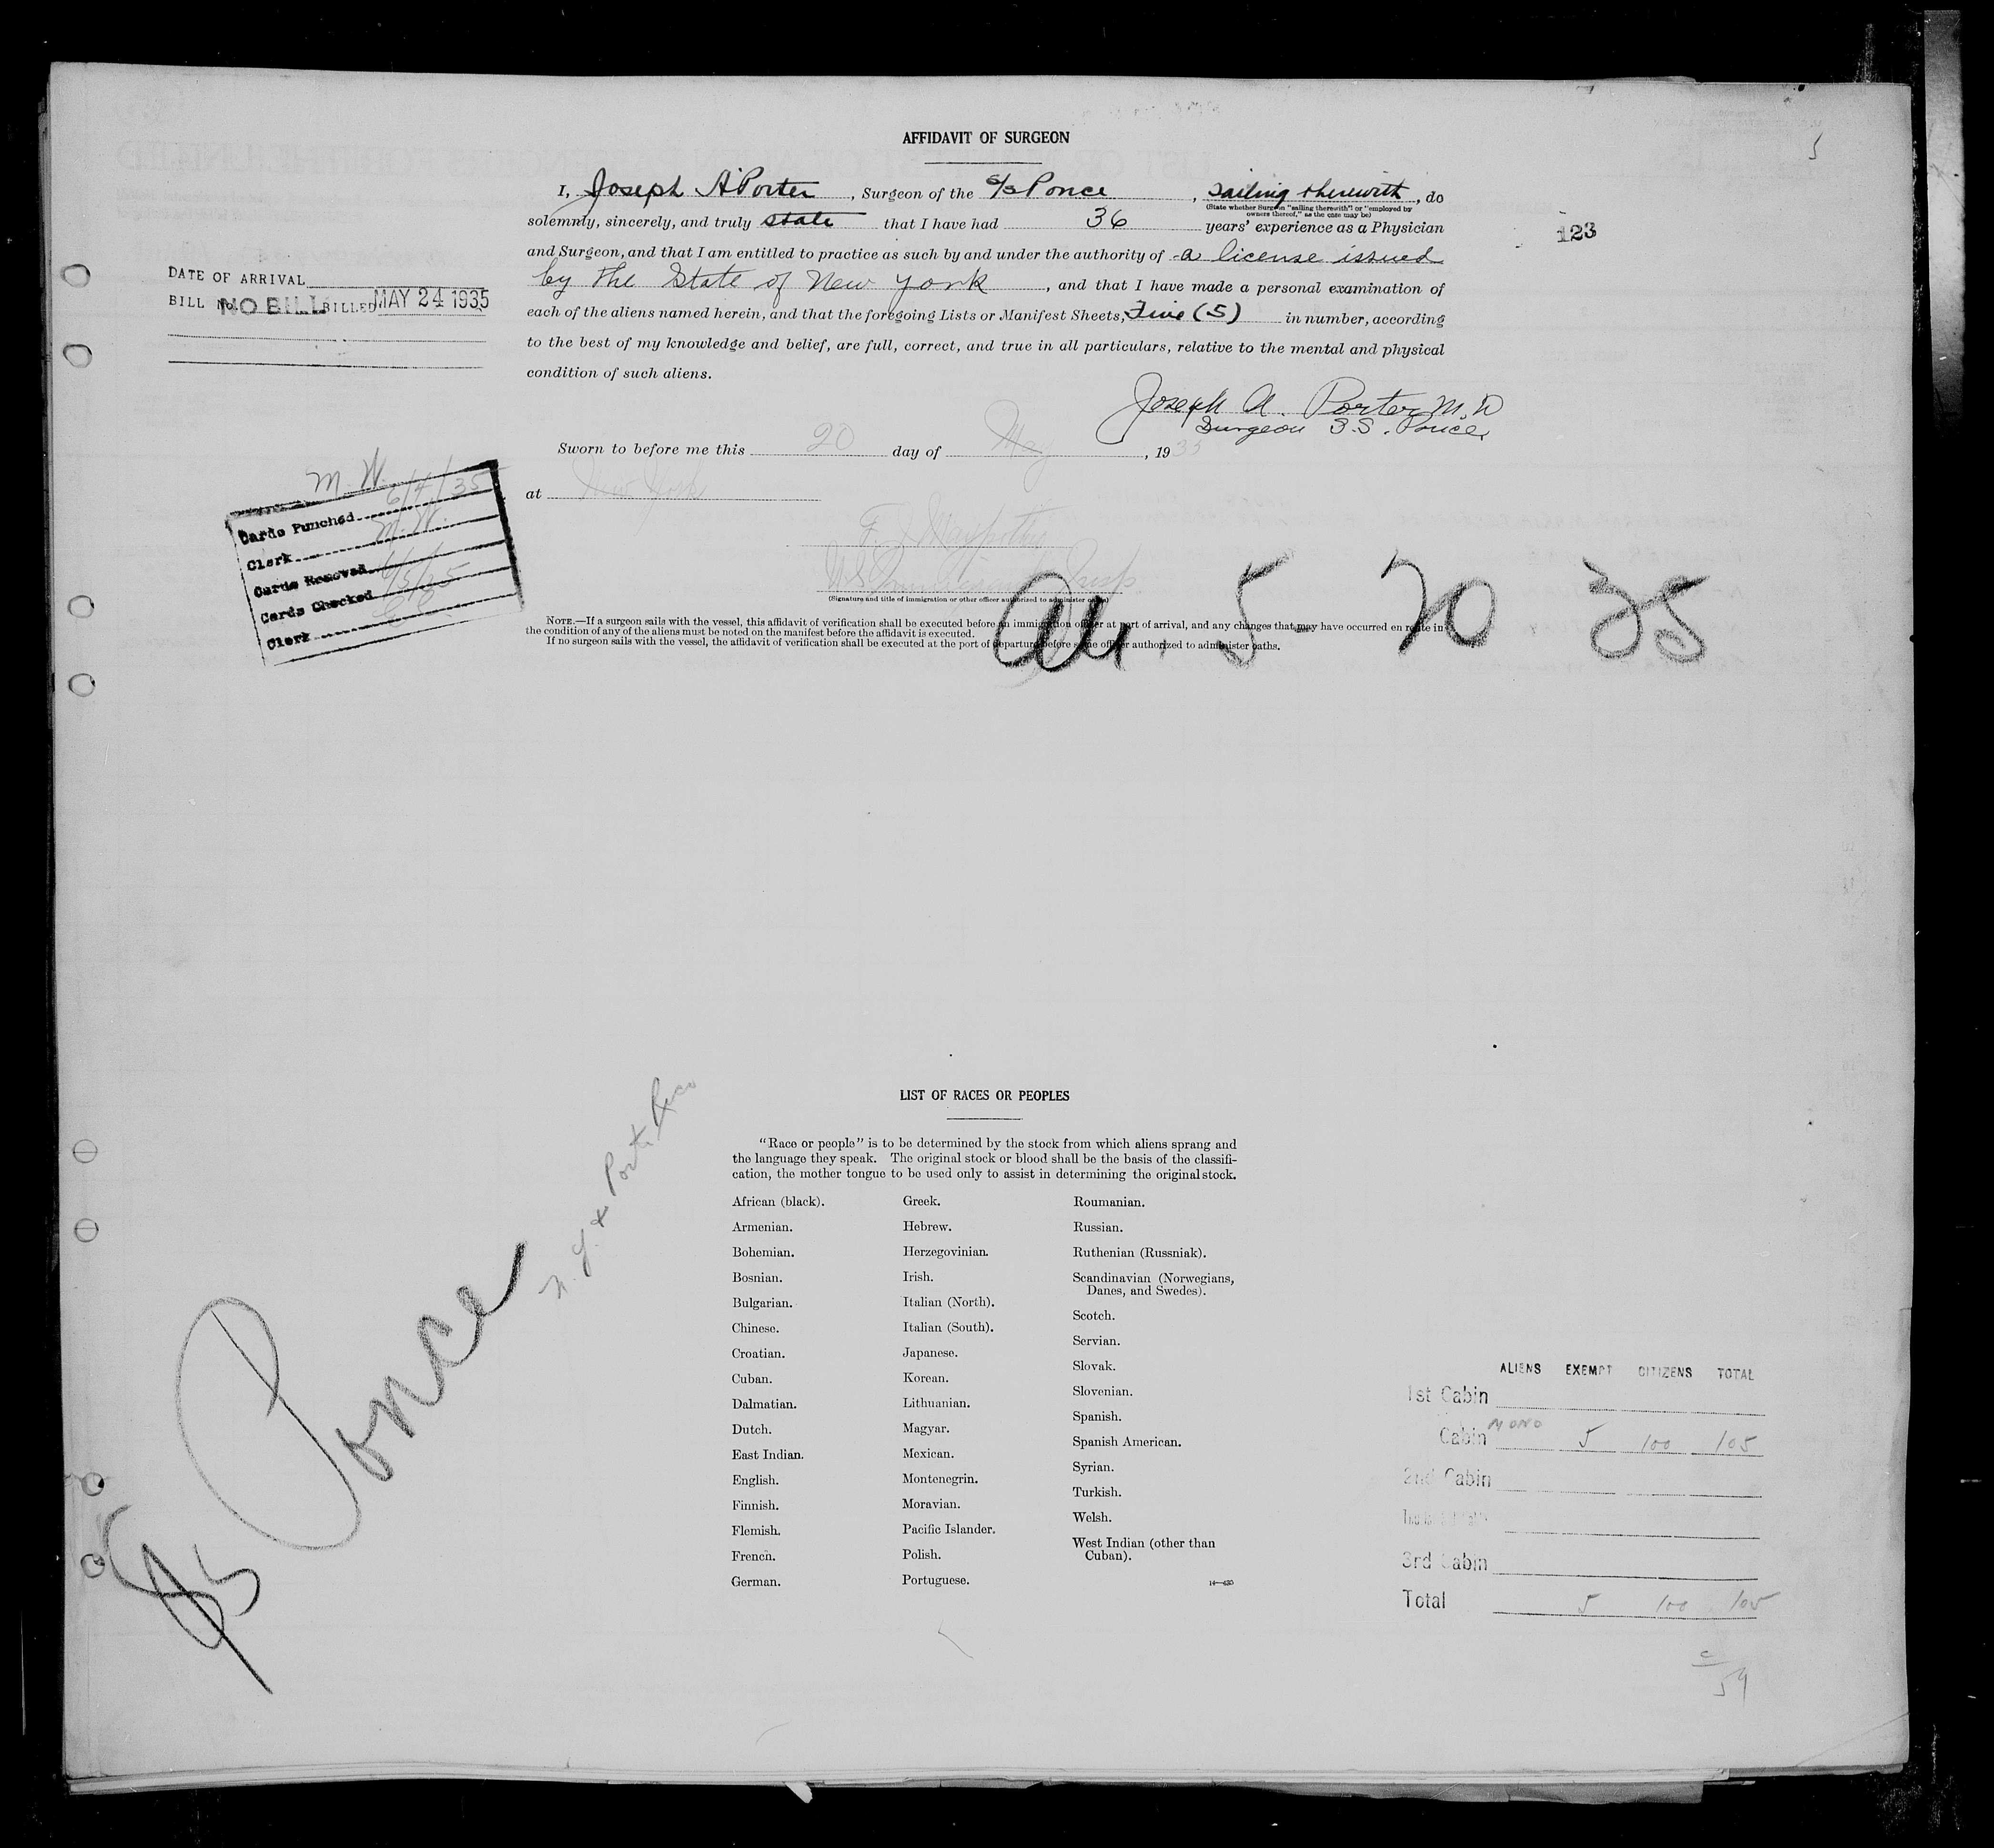 AFFIDAVIT OF SURGEON
I, Joseph A Porter, Surgeon of the S/S Ponce, sailing therewith, do
(State whether Surgeon "sailing therewith" or "employed by
owners thereof," as the case may be)
solemnly, sincerely, and truly state that I have had 36 years' experience as a Physician
and Surgeon, and that I am entitled to practice as such by and under the authority of a license issued
by the State of New York, and that I have made a personal examination of
each of the aliens named herein, and that the foregoing Lists or Manifest Sheets, Five (5) in number, according
to the best of my knowledge and belief, are full, correct, and true in all particulars, relative to the mental and physical
condition of such aliens.
Joseph A. Porter M.D
Surgeon S.S. Ponce
Sworn to before me this 20 day of May, 1935
at New York
(Signature and title of immigration or other officer authorized to administer oaths)
NOTE.—If a surgeon sails with the vessel, this affidavit of verification shall be executed before an immigration officer at port of arrival, and any changes that may have occurred en route in
the condition of any of the aliens must be noted on the manifest before the affidavit is executed.
If no surgeon sails with the vessel, the affidavit of verification shall be executed at the port of departure before some officer authorized to administer oaths.
5 - 20 35
123
5
DATE OF ARRIVAL
BILL No. NO BILL BILLED MAY 24 1935
M.W.
Cards Punched 6/4/35
Clerk M.W.
Cards Removed
Cards Checked
Clerk
SS Ponce
N.Y. & Porto Rico
LIST OF RACES OR PEOPLES
"Race or people" is to be determined by the stock from which aliens sprang and
the language they speak. The original stock or blood shall be the basis of the classifi-
cation, the mother tongue to be used only to assist in determining the original stock.
African (black).
Armenian.
Bohemian.
Bosnian.
Bulgarian.
Chinese.
Croatian.
Cuban.
Dalmatian.
Dutch.
East Indian.
English.
Finnish.
Flemish.
French.
German.
Greek.
Hebrew.
Herzegovinian.
Irish.
Italian (North).
Italian (South).
Japanese.
Korean.
Lithuanian.
Magyar.
Mexican.
Montenegrin.
Moravian.
Pacific Islander.
Polish.
Portuguese.
Roumanian.
Russian.
Ruthenian (Russniak).
Scandinavian (Norwegians,
Danes, and Swedes).
Scotch.
Servian.
Slovak.
Slovenian.
Spanish.
Spanish American.
Syrian.
Turkish.
Welsh.
West Indian (other than
Cuban).
ALIENS EXEMPT CITIZENS TOTAL
1st Cabin
MONO
Cabin 5 100 105
2nd Cabin
3rd Cabin
Total 5 100 105